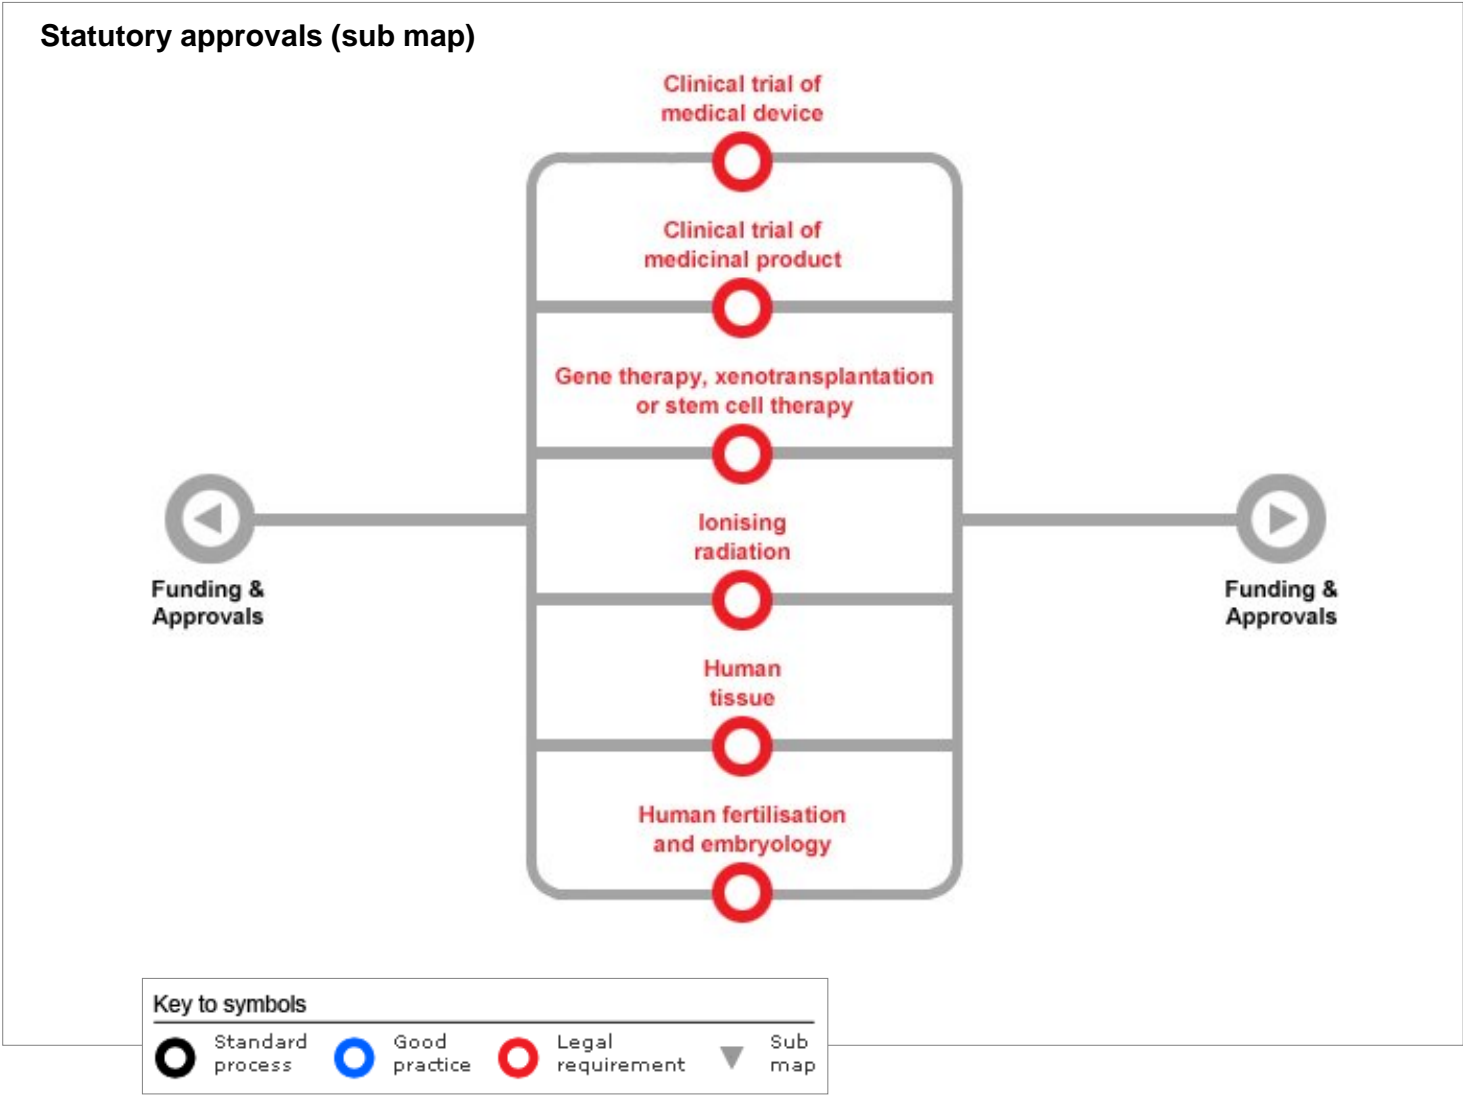 Statutory approvals (sub map)
Clinical trial of
medical device
Clinical trial of
medicinal product
Gene therapy, xenotransplantation
or stem cell therapy
Ionising
radiation
Funding &
Approvals
Funding &
Approvals
Human
tissue
Human fertilisation
and embryology
Key to symbols
Standard
process
Good
practice
Legal
requirement
Sub
map